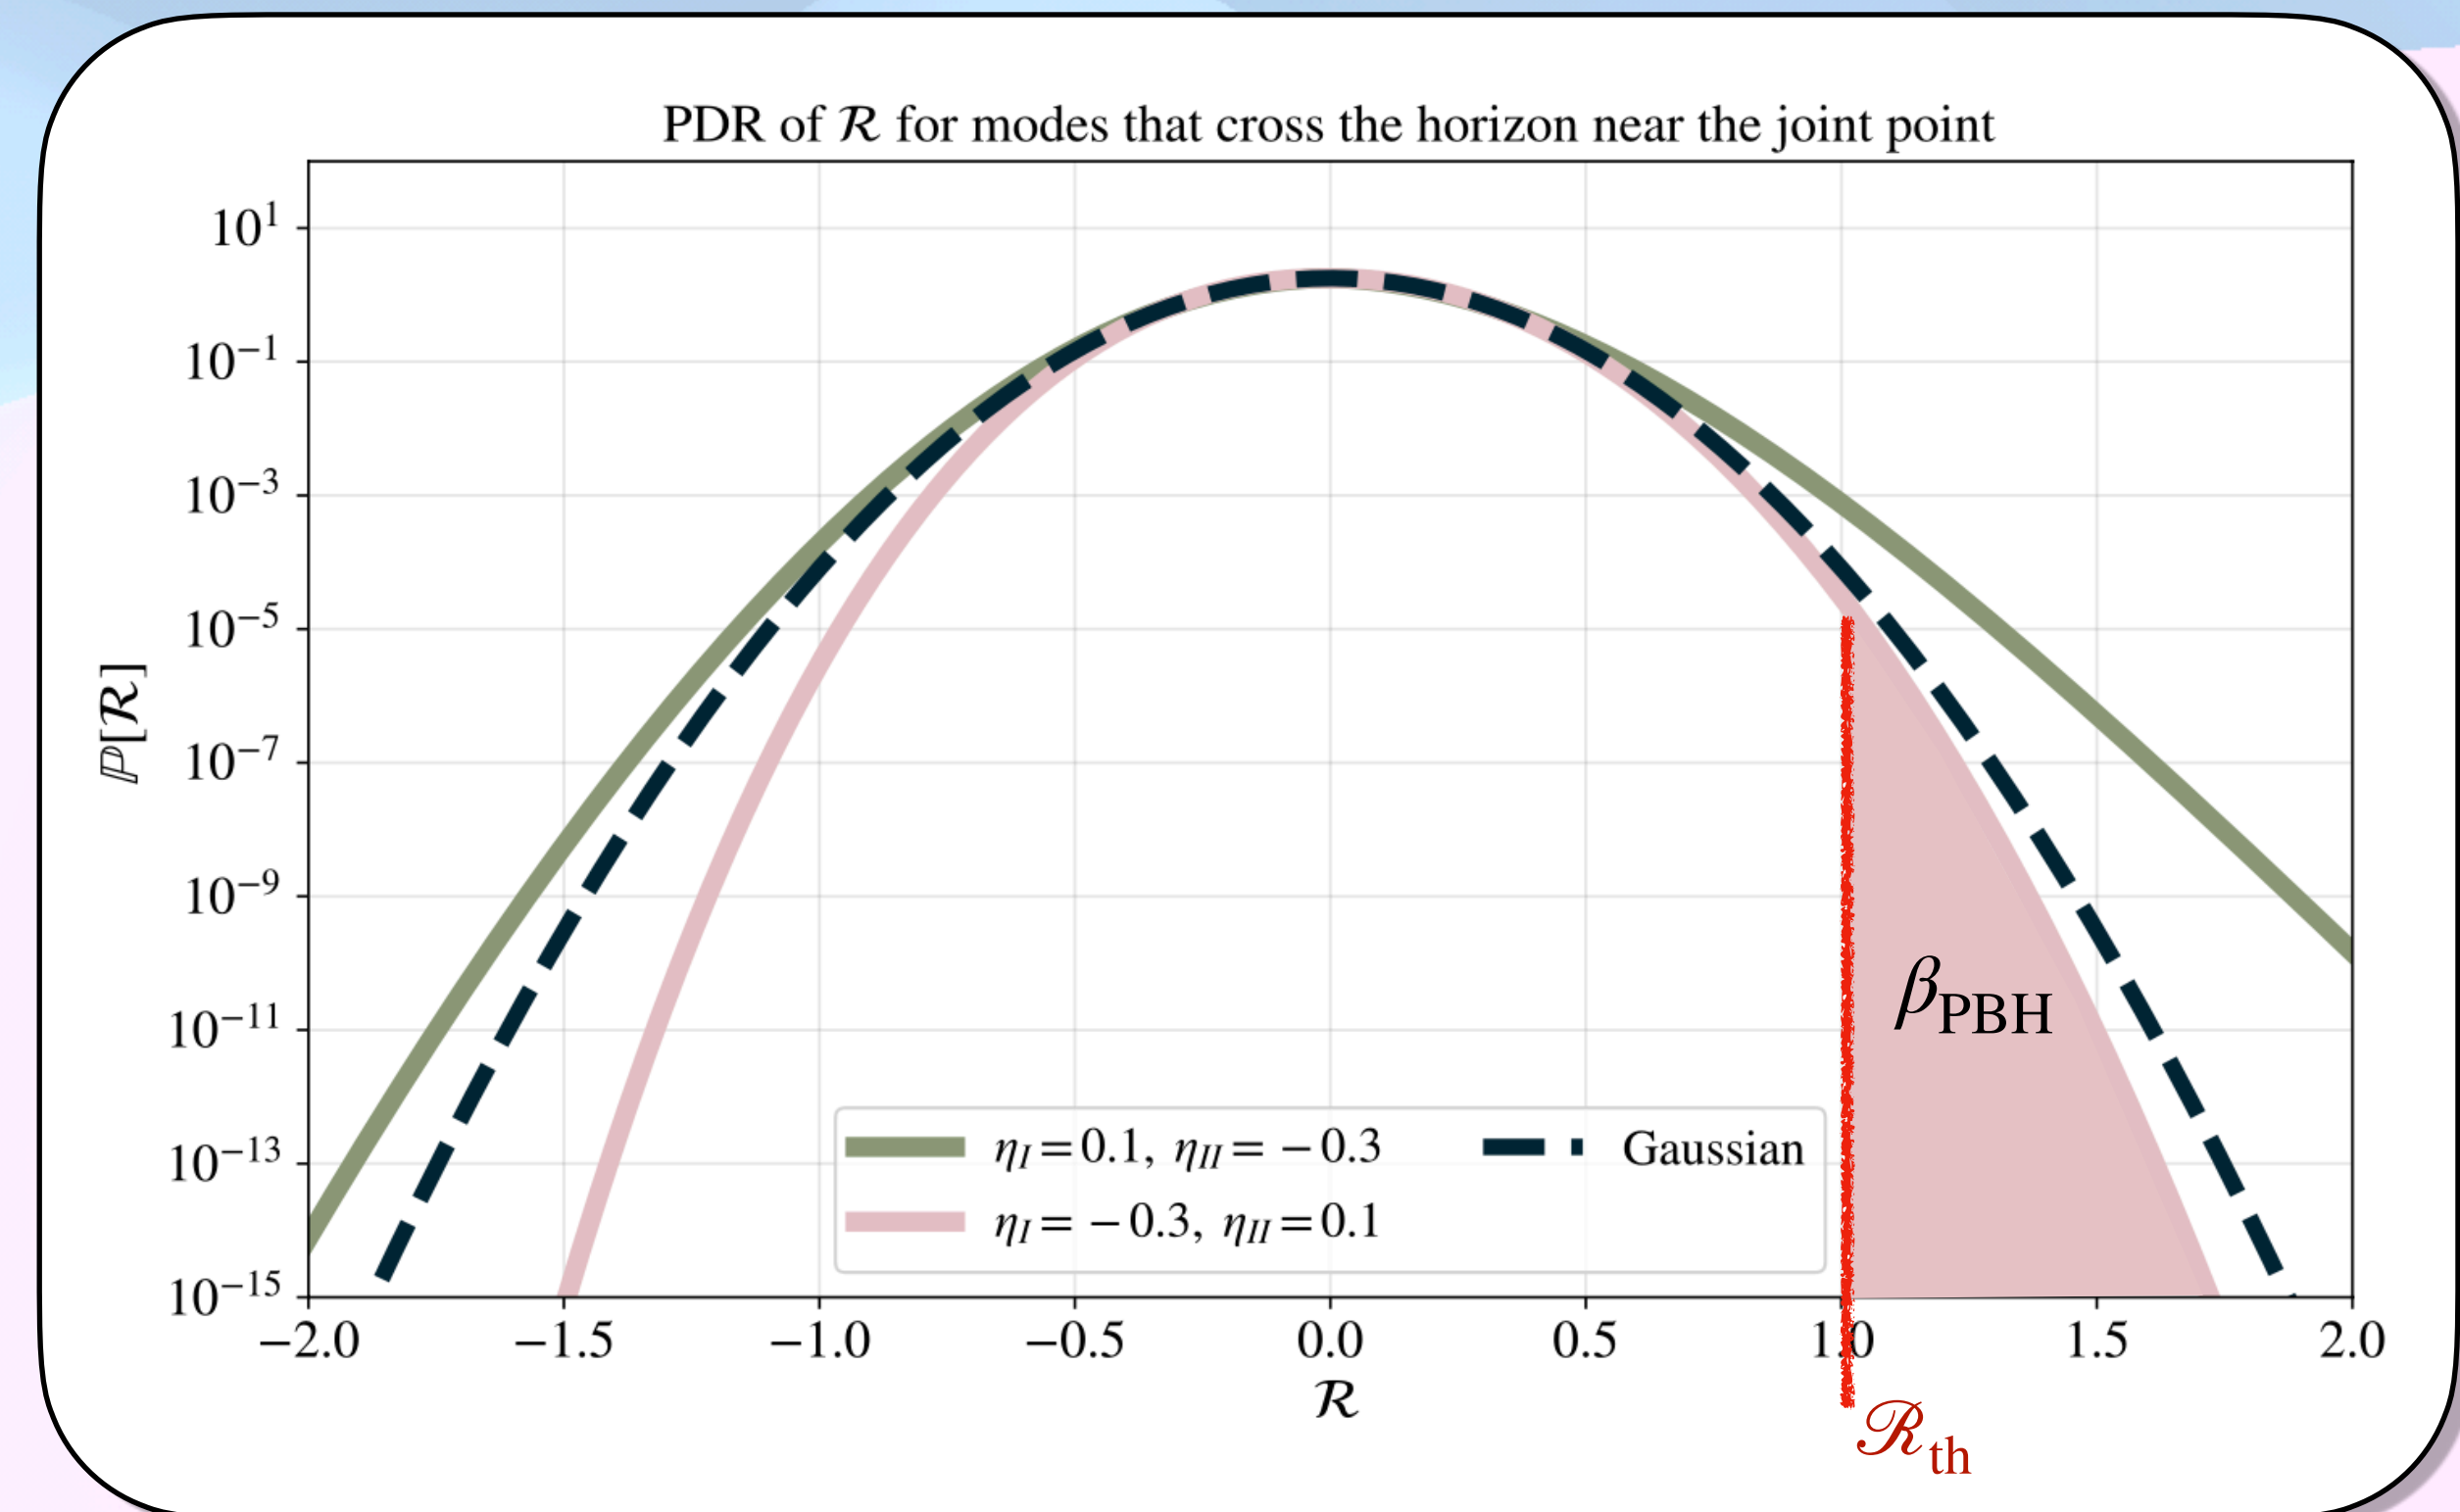 PDR of ℛ for modes that cross the horizon near the joint point
10¹
10⁻¹
10⁻³
10⁻⁵
10⁻⁷
10⁻⁹
10⁻¹¹
10⁻¹³
10⁻¹⁵
ℙ[ℛ]
β_PBH
η_I = 0.1, η_II = −0.3
Gaussian
η_I = −0.3, η_II = 0.1
−2.0 −1.5 −1.0 −0.5 0.0 0.5 1.0 1.5 2.0
ℛ
ℛ_th